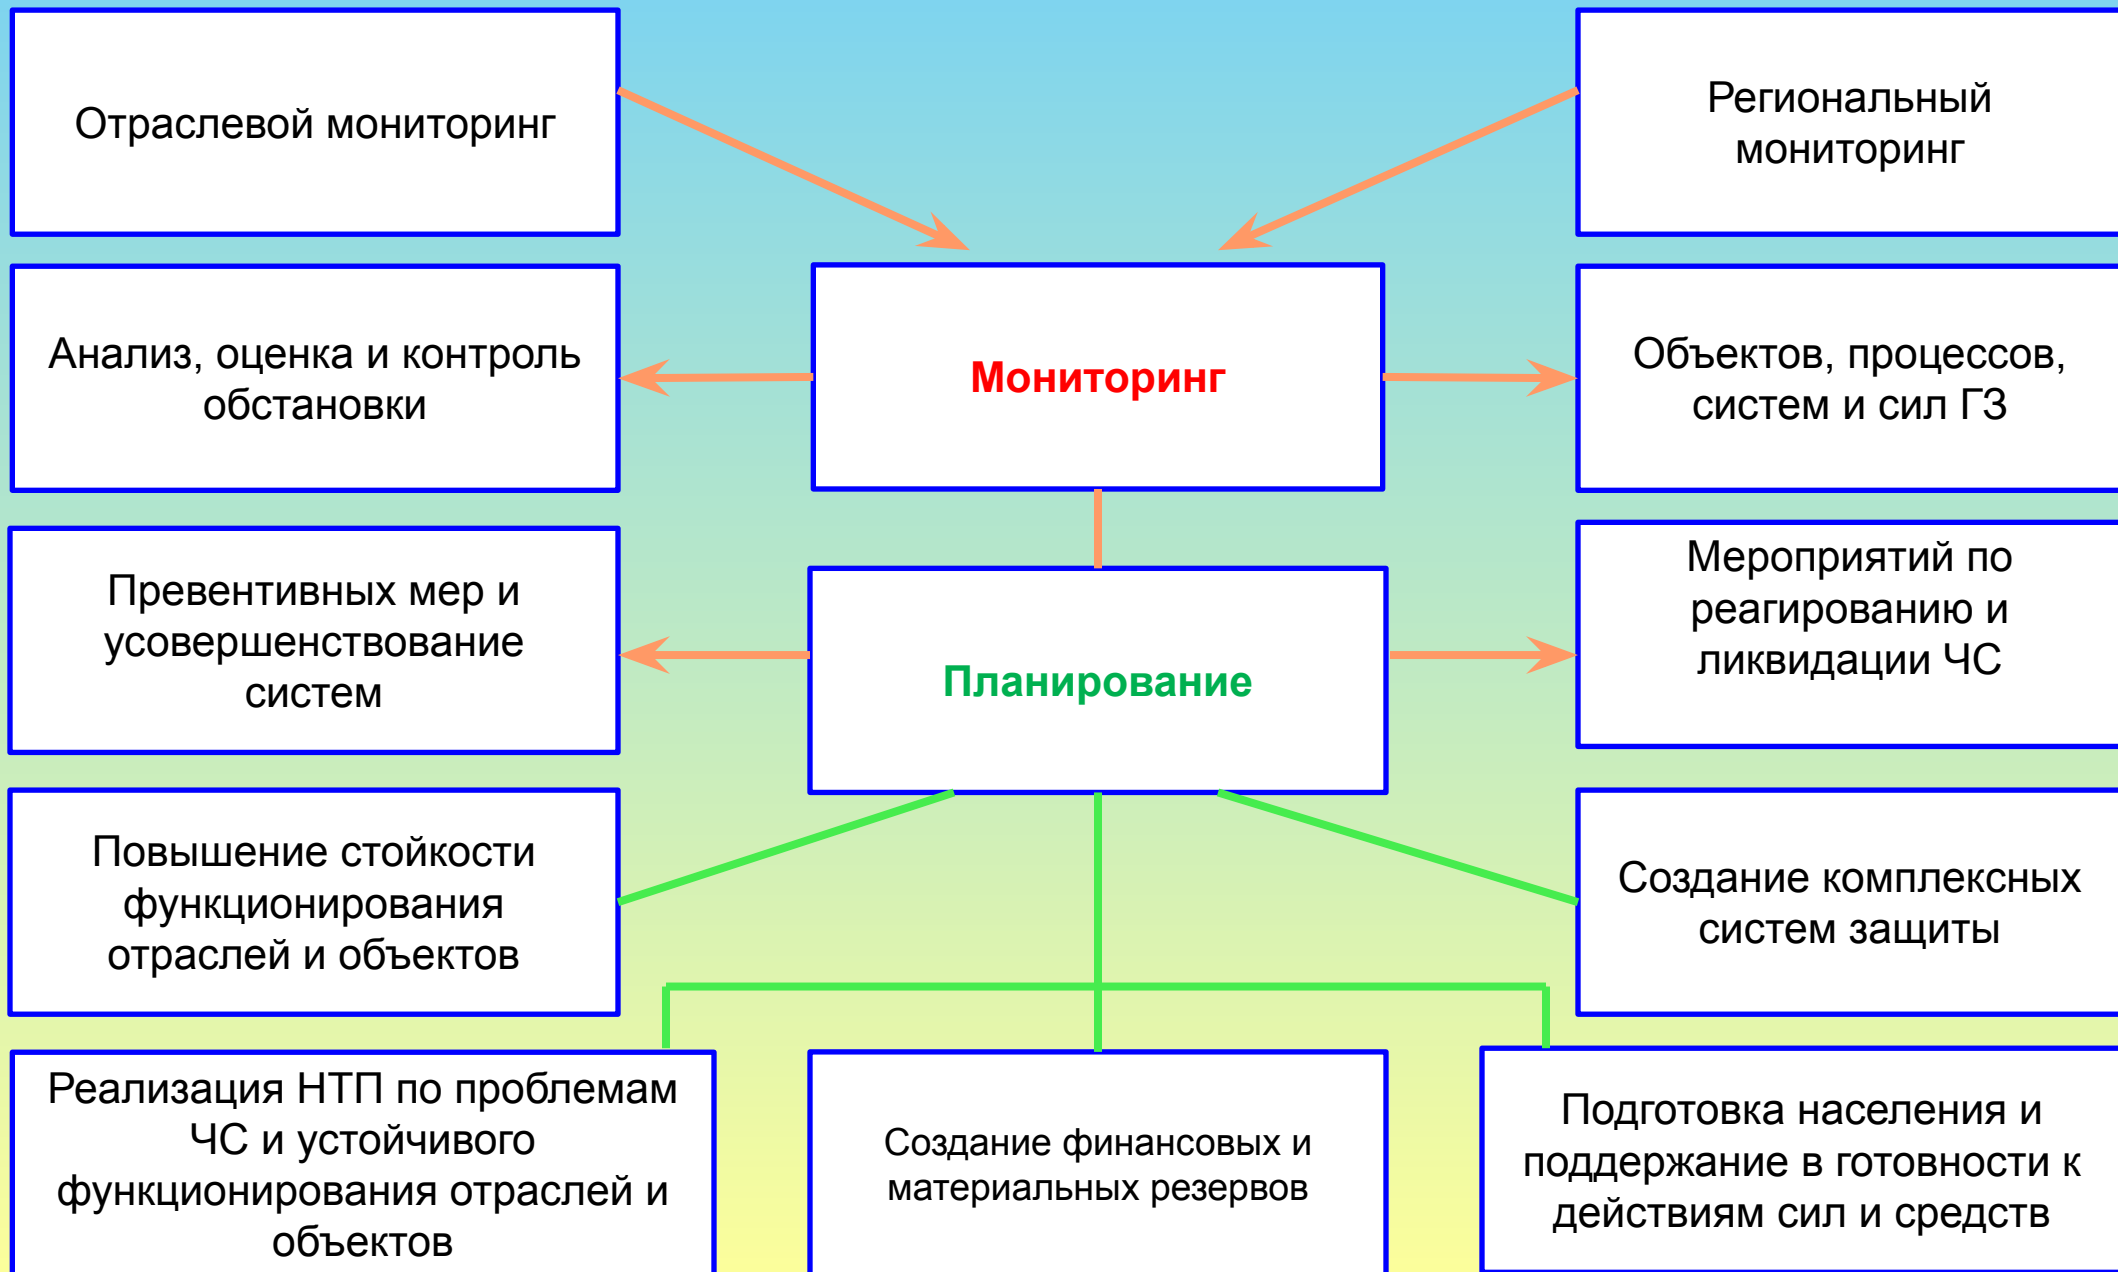 Отраслевой мониторинг
Региональный
мониторинг
Анализ, оценка и контроль
обстановки
Мониторинг
Объектов, процессов,
систем и сил ГЗ
Превентивных мер и
усовершенствование
систем
Планирование
Мероприятий по
реагированию и
ликвидации ЧС
Повышение стойкости
функционирования
отраслей и объектов
Создание комплексных
систем защиты
Реализация НТП по проблемам
ЧС и устойчивого
функционирования отраслей и
объектов
Создание финансовых и
материальных резервов
Подготовка населения и
поддержание в готовности к
действиям сил и средств